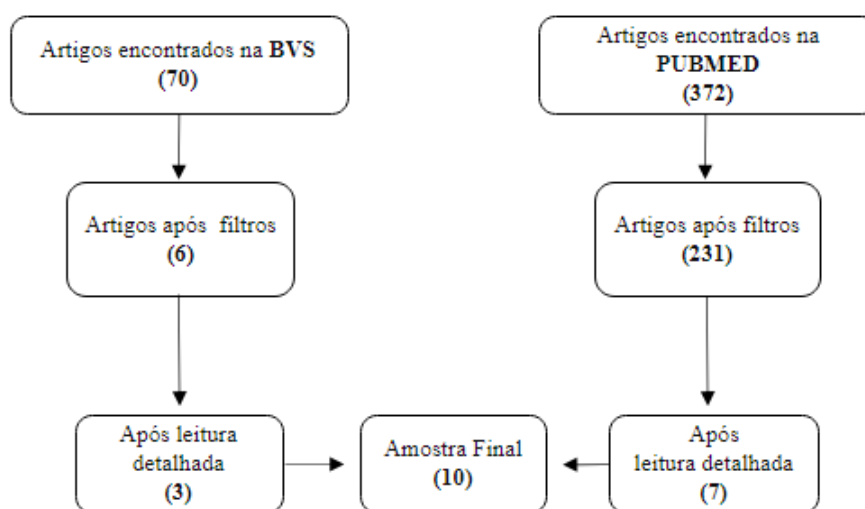 Artigos encontrados na BVS
(70)
Artigos encontrados na
PUBMED
(372)
Artigos após filtros
(6)
Artigos após filtros
(231)
Após leitura
detalhada
(3)
Amostra Final
(10)
Após
leitura detalhada
(7)